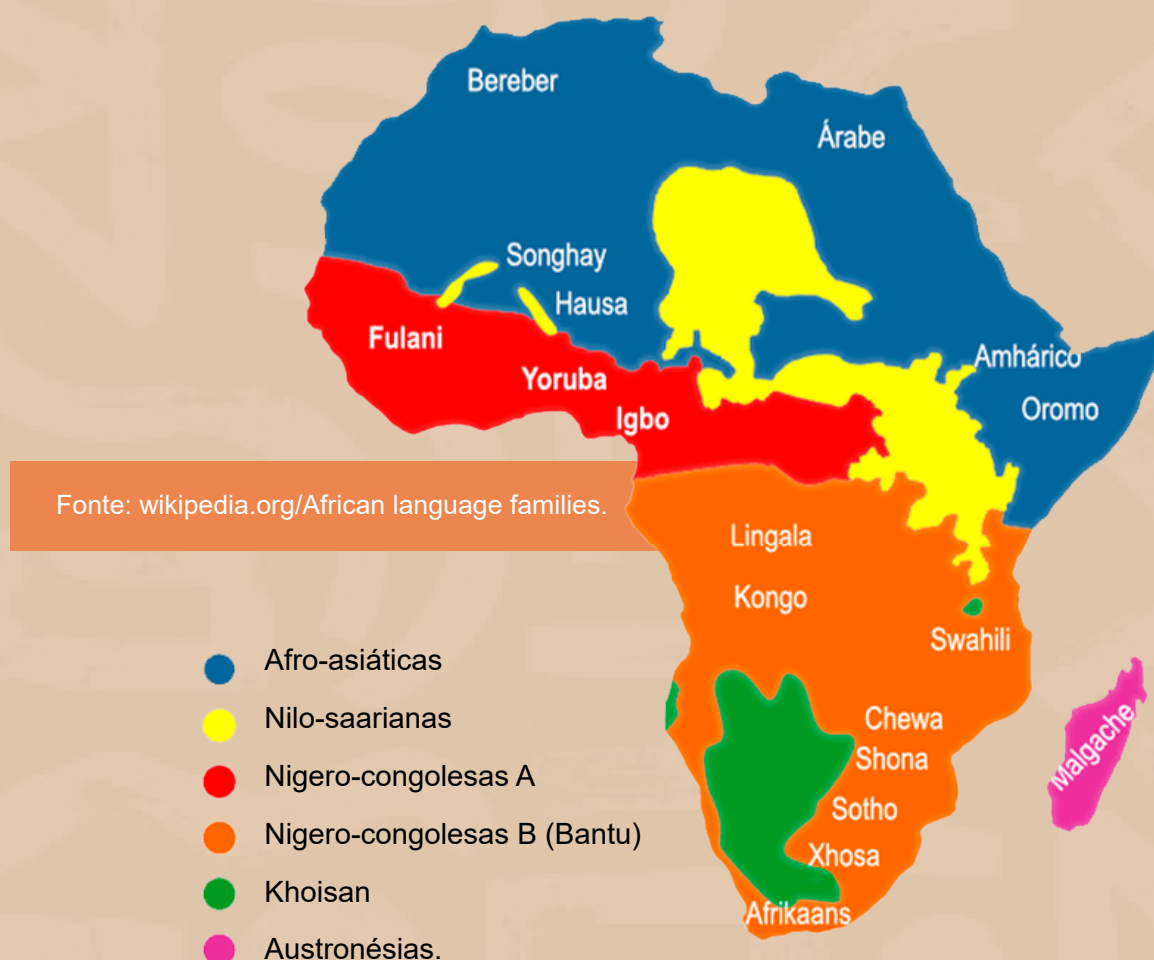 Bereber
Árabe
Songhay
Hausa
Fulani
Amhárico
Yoruba
Oromo
Igbo
Fonte: wikipedia.org/African language families.
Lingala
Kongo
Swahili
Afro-asiáticas
Nilo-saarianas
Chewa
Malgache
Shona
Nigero-congolesas A
Sotho
Nigero-congolesas B (Bantu)
Xhosa
Khoisan
Afrikaans
Austronésias.